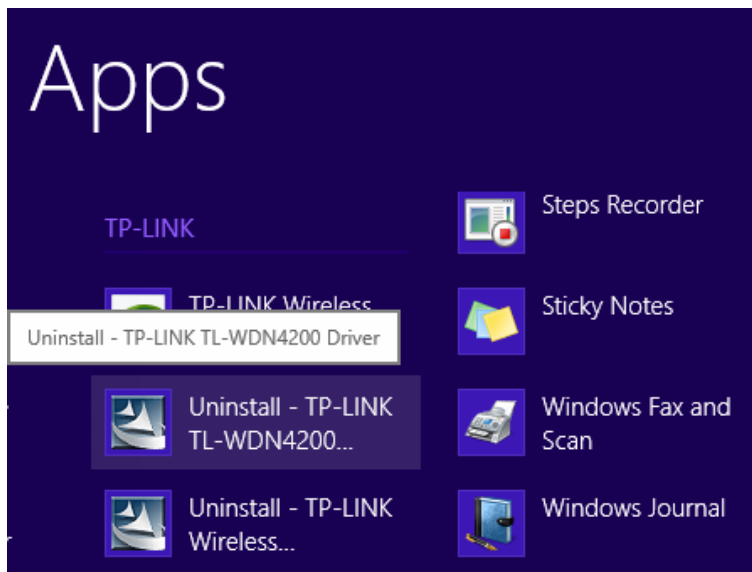 Apps
TP-LINK
TP-LINK Wireless
Uninstall - TP-LINK TL-WDN4200 Driver
Uninstall - TP-LINK
TL-WDN4200...
Uninstall - TP-LINK
Wireless...
Steps Recorder
Sticky Notes
Windows Fax and
Scan
Windows Journal